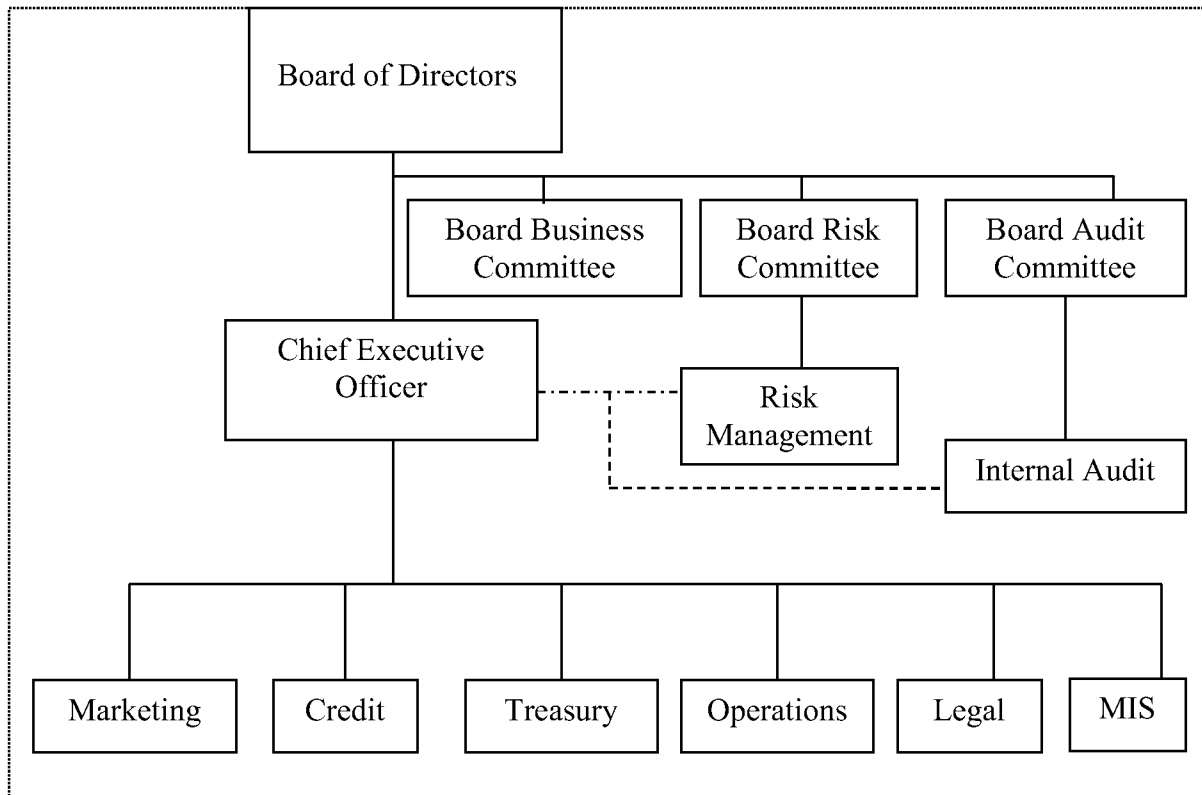 Board of Directors
Board Business
Committee
Board Risk
Committee
Board Audit
Committee
Chief Executive
Officer
Risk
Management
Internal Audit
Marketing
Credit
Treasury
Operations
Legal
MIS